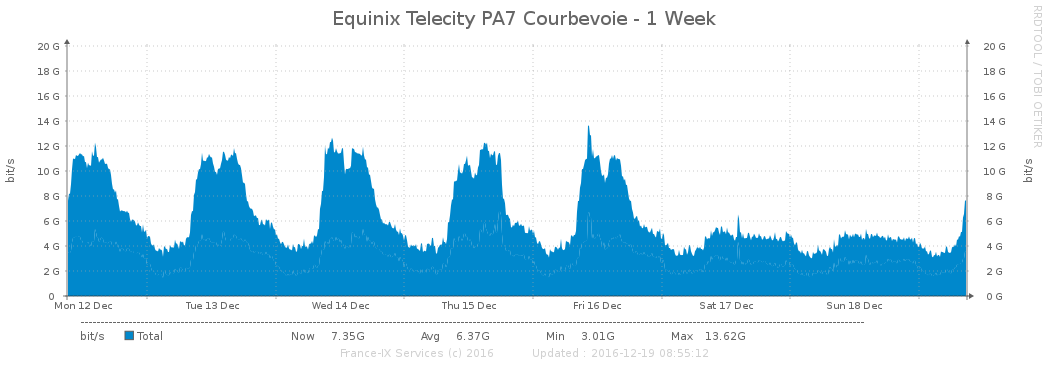 Equinix Telecity PA7 Courbevoie - 1 Week
RRDTOOL / TOBI OETIKER
bit/s
20 G 20 G
18 G 18 G
16 G 16 G
14 G 14 G
12 G 12 G
10 G 10 G
8 G 8 G
6 G 6 G
4 G 4 G
2 G 2 G
0 0 G
bit/s
Mon 12 Dec Tue 13 Dec Wed 14 Dec Thu 15 Dec Fri 16 Dec Sat 17 Dec Sun 18 Dec
bit/s Total Now 7.35G Avg 6.37G Min 3.01G Max 13.62G
France-IX Services (c) 2016 Updated : 2016-12-19 08:55:12